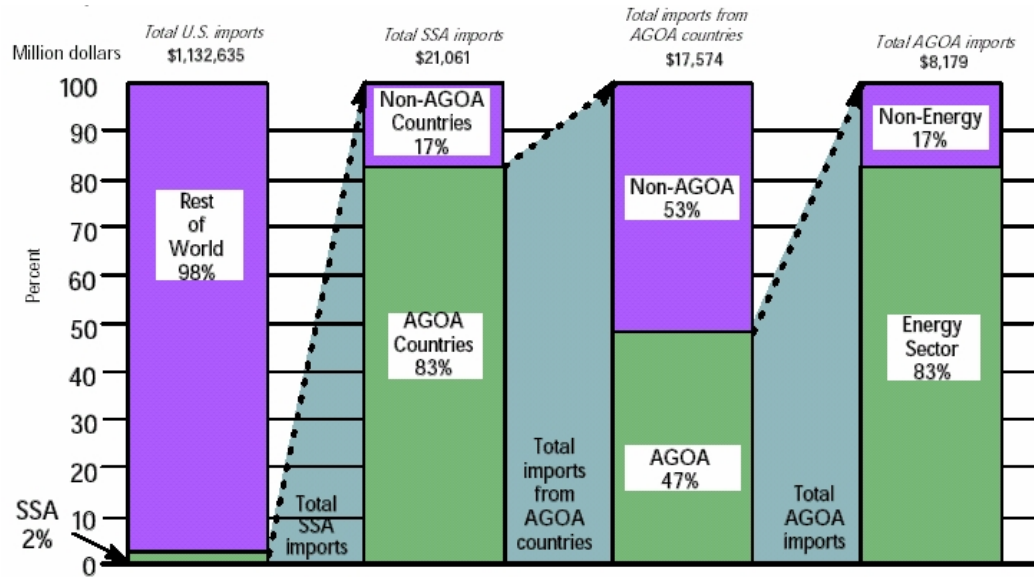 Total U.S. imports
$1,132,635
Total SSA imports
$21,061
Total imports from
AGOA countries
$17,574
Total AGOA imports
$8,179
Million dollars
Percent
100
90
80
70
60
50
40
30
20
10
0
SSA
2%
Rest
of
World
98%
Total
SSA
imports
Non-AGOA
Countries
17%
AGOA
Countries
83%
Total
imports
from
AGOA
countries
Non-AGOA
53%
AGOA
47%
Total
AGOA
imports
Non-Energy
17%
Energy
Sector
83%